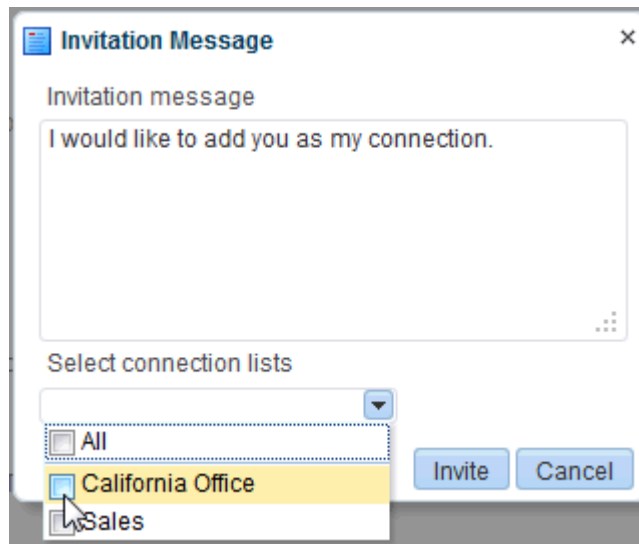 Invitation Message
Invitation message
I would like to add you as my connection.
Select connection lists
All
California Office
Sales
Invite
Cancel